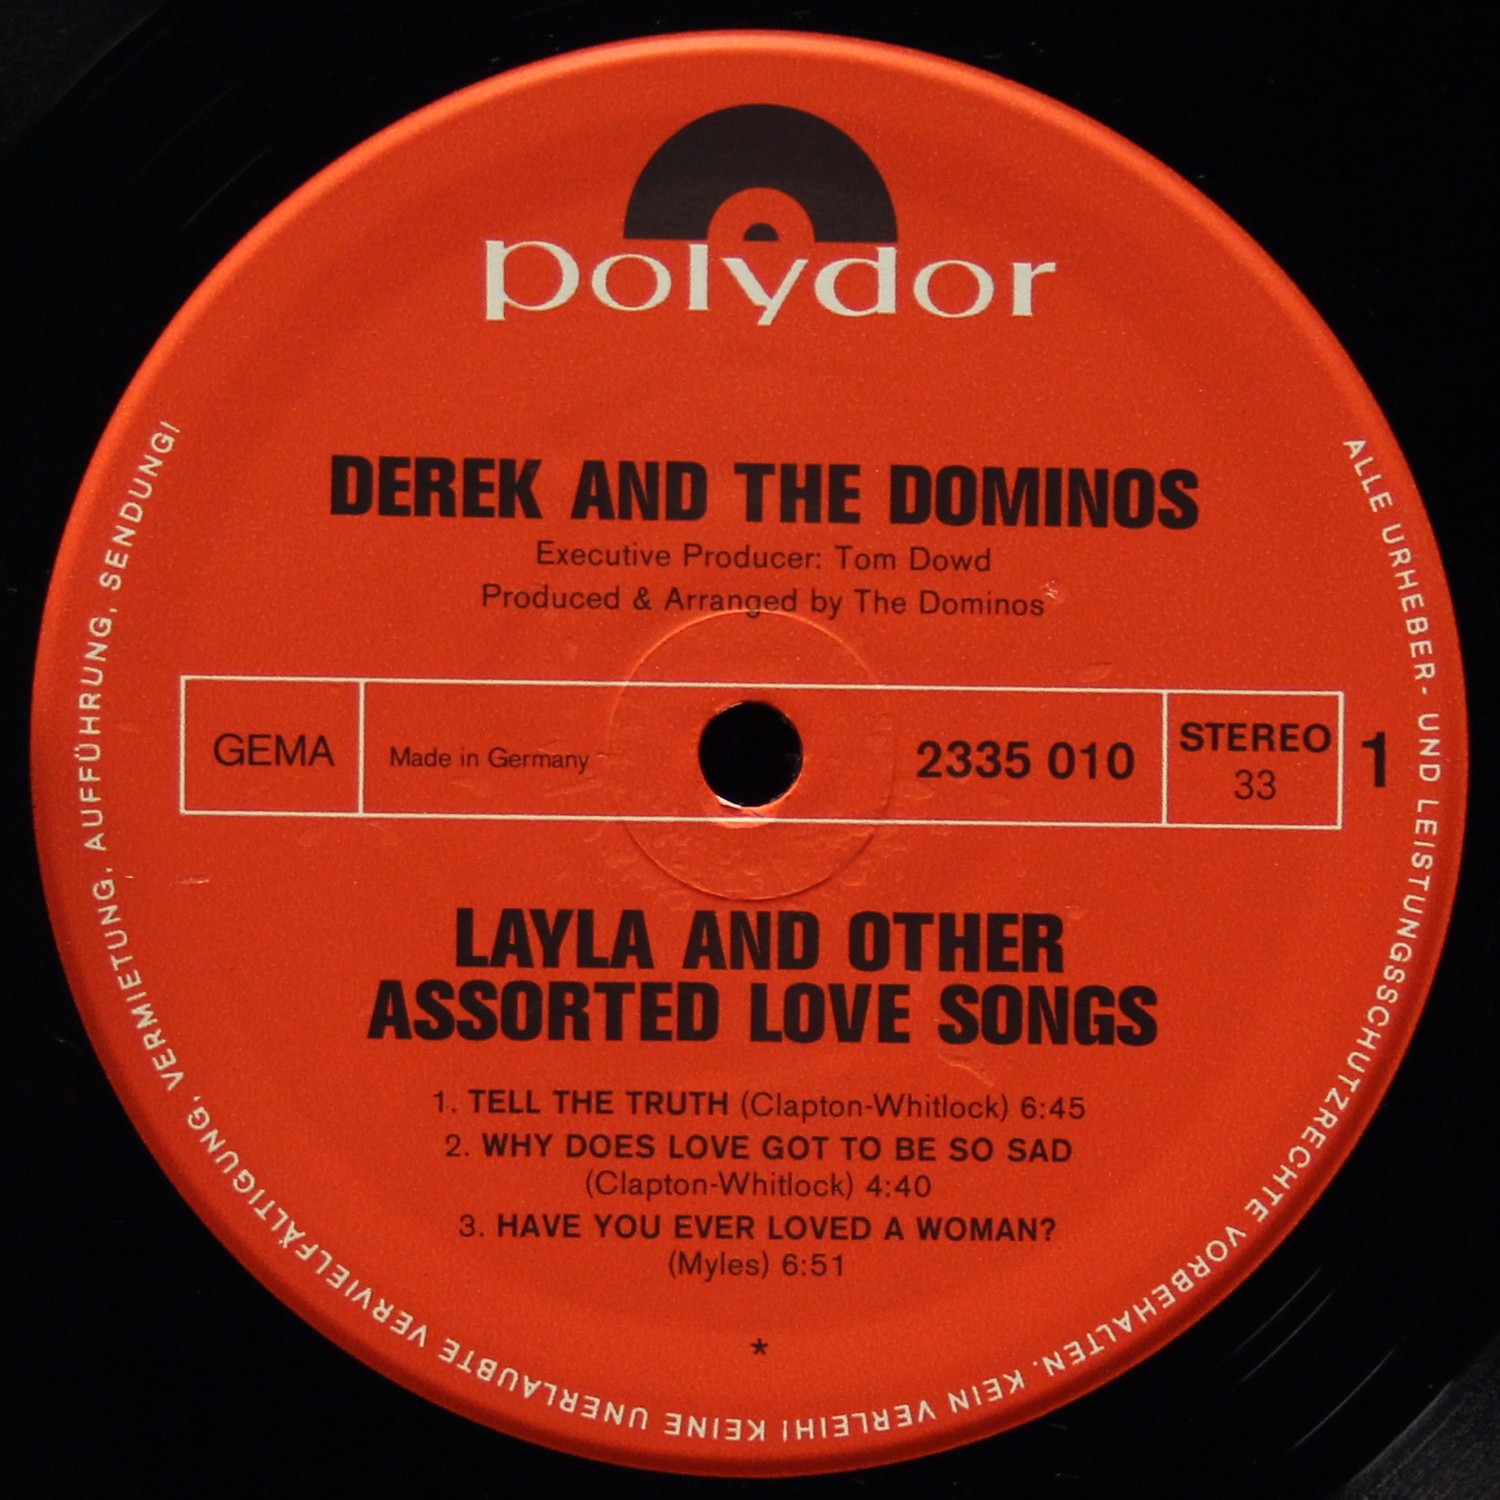 polydor
DEREK AND THE DOMINOS
Executive Producer: Tom Dowd
Produced & Arranged by The Dominos
GEMA
Made in Germany
2335 010
STEREO
33
1
LAYLA AND OTHER
ASSORTED LOVE SONGS
1. TELL THE TRUTH (Clapton-Whitlock) 6:45
2. WHY DOES LOVE GOT TO BE SO SAD
(Clapton-Whitlock) 4:40
3. HAVE YOU EVER LOVED A WOMAN?
(Myles) 6:51
*
ALLE URHEBER- UND LEISTUNGSSCHUTZRECHTE VORBEHALTEN. KEIN VERLEIH! KEINE UNERLAUBTE VERVIELFÄLTIGUNG, VERMIETUNG, AUFFÜHRUNG, SENDUNG!